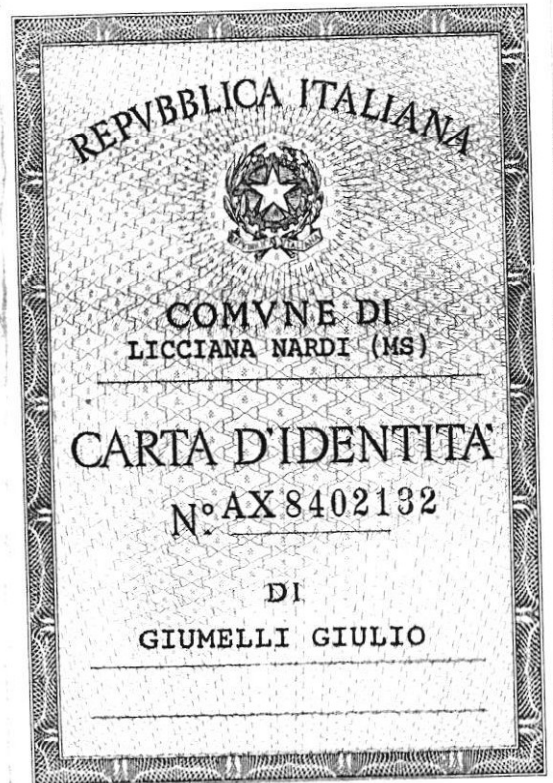 REPVBBLICA ITALIANA
COMVNE DI
LICCIANA NARDI (MS)
CARTA D'IDENTITA'
N° AX 8402132
DI
GIUMELLI GIULIO